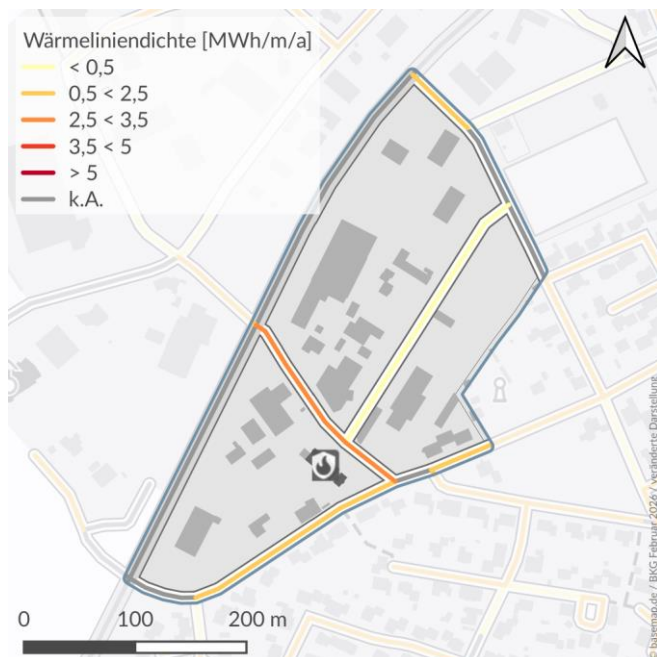 Wärmeliniendichte [MWh/m/a]
< 0,5
0,5 < 2,5
2,5 < 3,5
3,5 < 5
> 5
k.A.
0 100 200 m
© basemap.de / BKG Februar 2026 / veränderte Darstellung